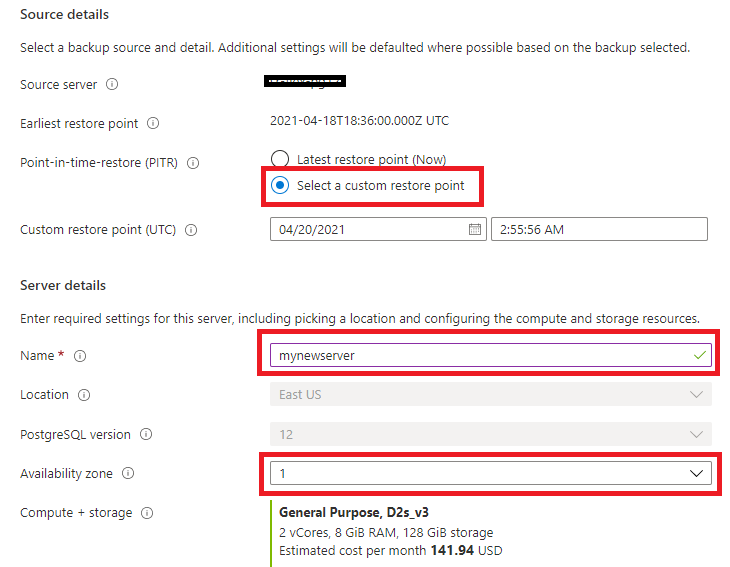 Source details
Select a backup source and detail. Additional settings will be defaulted where possible based on the backup selected.
Source server
Earliest restore point 2021-04-18T18:36:00.000Z UTC
Point-in-time-restore (PITR) Latest restore point (Now)
Select a custom restore point
Custom restore point (UTC) 04/20/2021 2:55:56 AM
Server details
Enter required settings for this server, including picking a location and configuring the compute and storage resources.
Name * mynewserver
Location East US
PostgreSQL version 12
Availability zone 1
Compute + storage General Purpose, D2s_v3
2 vCores, 8 GiB RAM, 128 GiB storage
Estimated cost per month 141.94 USD